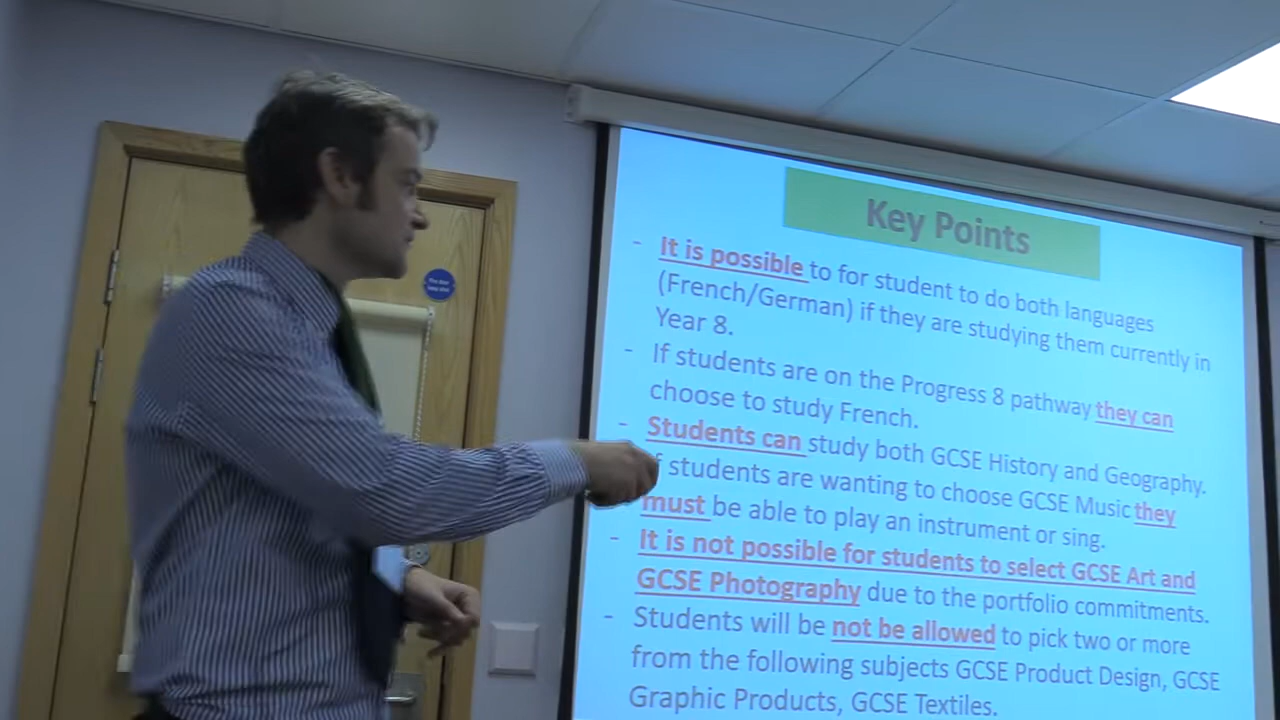 Key Points
- It is possible to for student to do both languages
(French/German) if they are studying them currently in
Year 8.
- If students are on the Progress 8 pathway they can
choose to study French.
- Students can study both GCSE History and Geography.
f students are wanting to choose GCSE Music they
must be able to play an instrument or sing.
- It is not possible for students to select GCSE Art and
GCSE Photography due to the portfolio commitments.
- Students will be not be allowed to pick two or more
from the following subjects GCSE Product Design, GCSE
Graphic Products, GCSE Textiles.